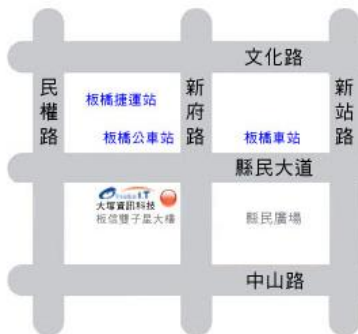 文化路
民權路
新府路
新站路
板橋捷運站
板橋公車站
板橋車站
縣民大道
Otsuka I.T
大塚資訊科技
板信雙子星大樓
縣民廣場
中山路